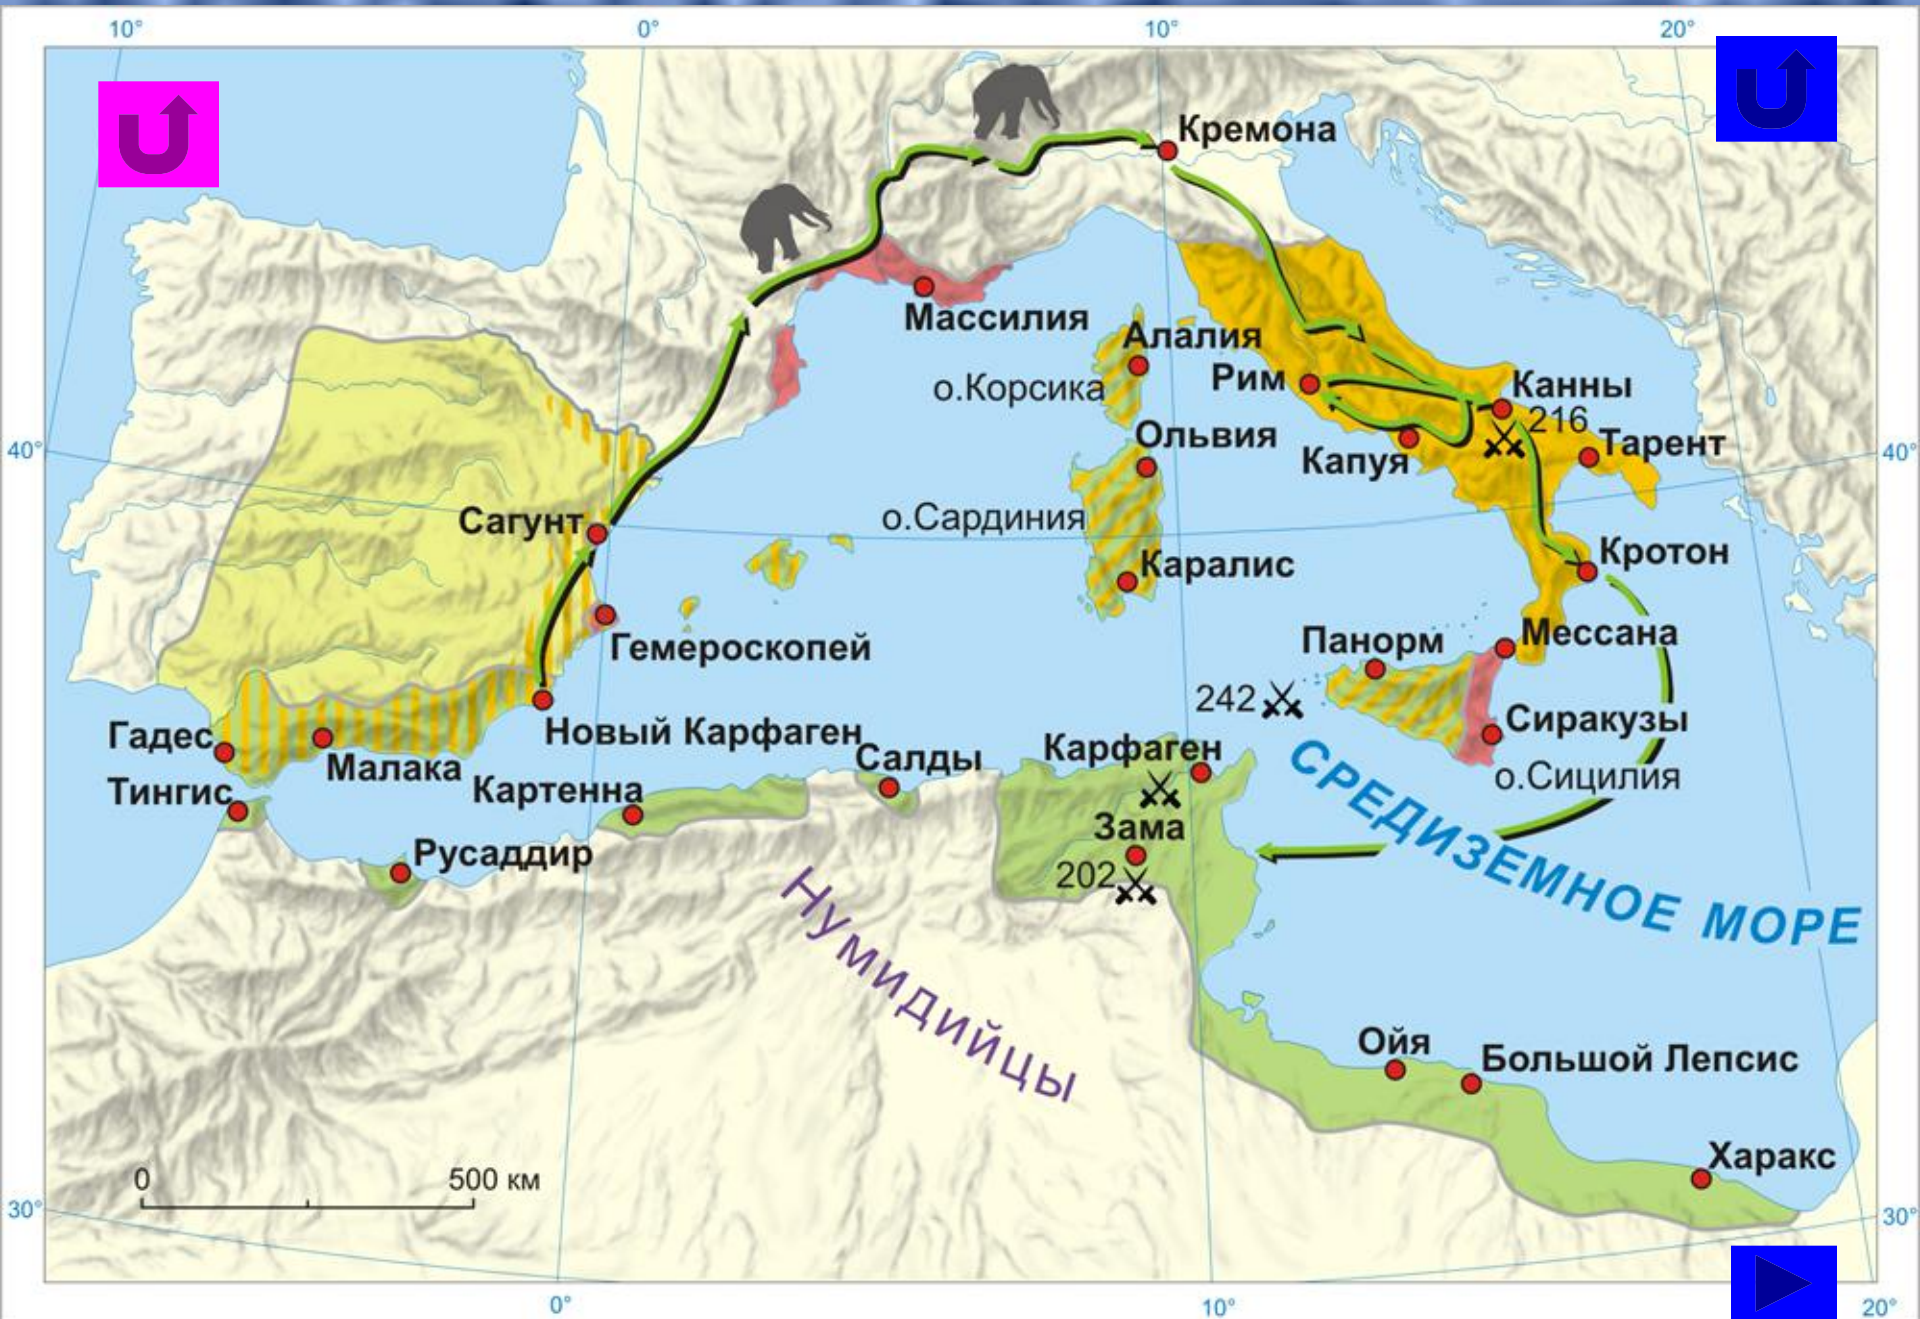 10°
0°
10°
20°
Кремона
Массилия
Алалия
о.Корсика
Рим
Канны
216
40°
Ольвия
Капуя
Тарент
40°
Сагунт
о.Сардиния
Каралис
Кротон
Гемероскопей
Панорм
Мессана
242
Гадес
Новый Карфаген
Сиракузы
Малака
Салды
Карфаген
о.Сицилия
Тингис
Картенна
СРЕДИЗЕМНОЕ МОРЕ
Зама
Русаддир
202
Нумидийцы
Ойя
Большой Лепсис
Харакс
0
500 км
30°
30°
0°
10°
20°